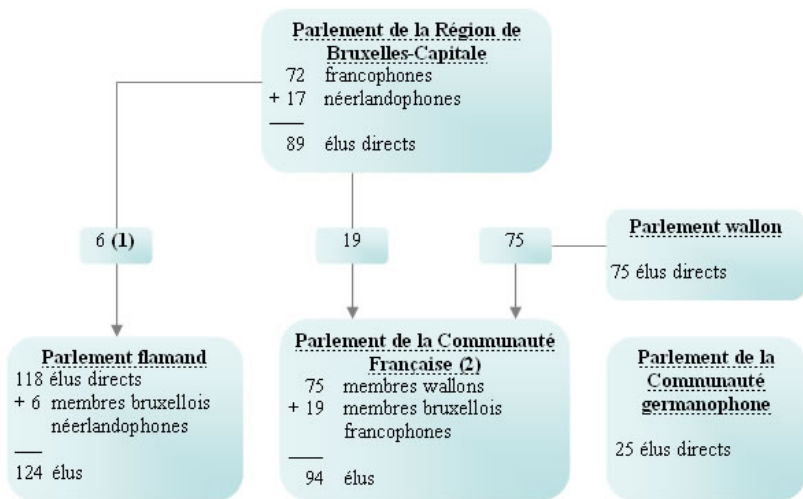 Parlement de la Région de
Bruxelles-Capitale
72 francophones
+ 17 néerlandophones
89 élus directs
6 (1)
19
75
Parlement wallon
75 élus directs
Parlement flamand
118 élus directs
+ 6 membres bruxellois
néerlandophones
124 élus
Parlement de la Communauté
Française (2)
75 membres wallons
+ 19 membres bruxellois
francophones
94 élus
Parlement de la
Communauté
germanophone
25 élus directs